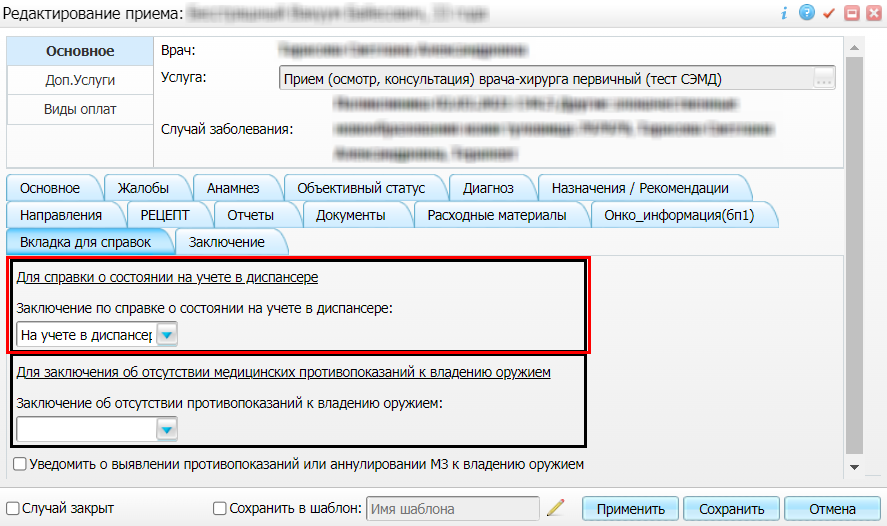 Редактирование приема:
Основное
Доп.Услуги
Виды оплат
Врач:
Услуга: Прием (осмотр, консультация) врача-хирурга первичный (тест СЭМД) ...
Случай заболевания:
Основное Жалобы Анамнез Объективный статус Диагноз Назначения / Рекомендации
Направления РЕЦЕПТ Отчеты Документы Расходные материалы Онко_информация(бп1)
Вкладка для справок Заключение
Для справки о состоянии на учете в диспансере
Заключение по справке о состоянии на учете в диспансере:
На учете в диспансер
Для заключения об отсутствии медицинских противопоказаний к владению оружием
Заключение об отсутствии противопоказаний к владению оружием:
Уведомить о выявлении противопоказаний или аннулировании МЗ к владению оружием
Случай закрыт Сохранить в шаблон: Имя шаблона Применить Сохранить Отмена